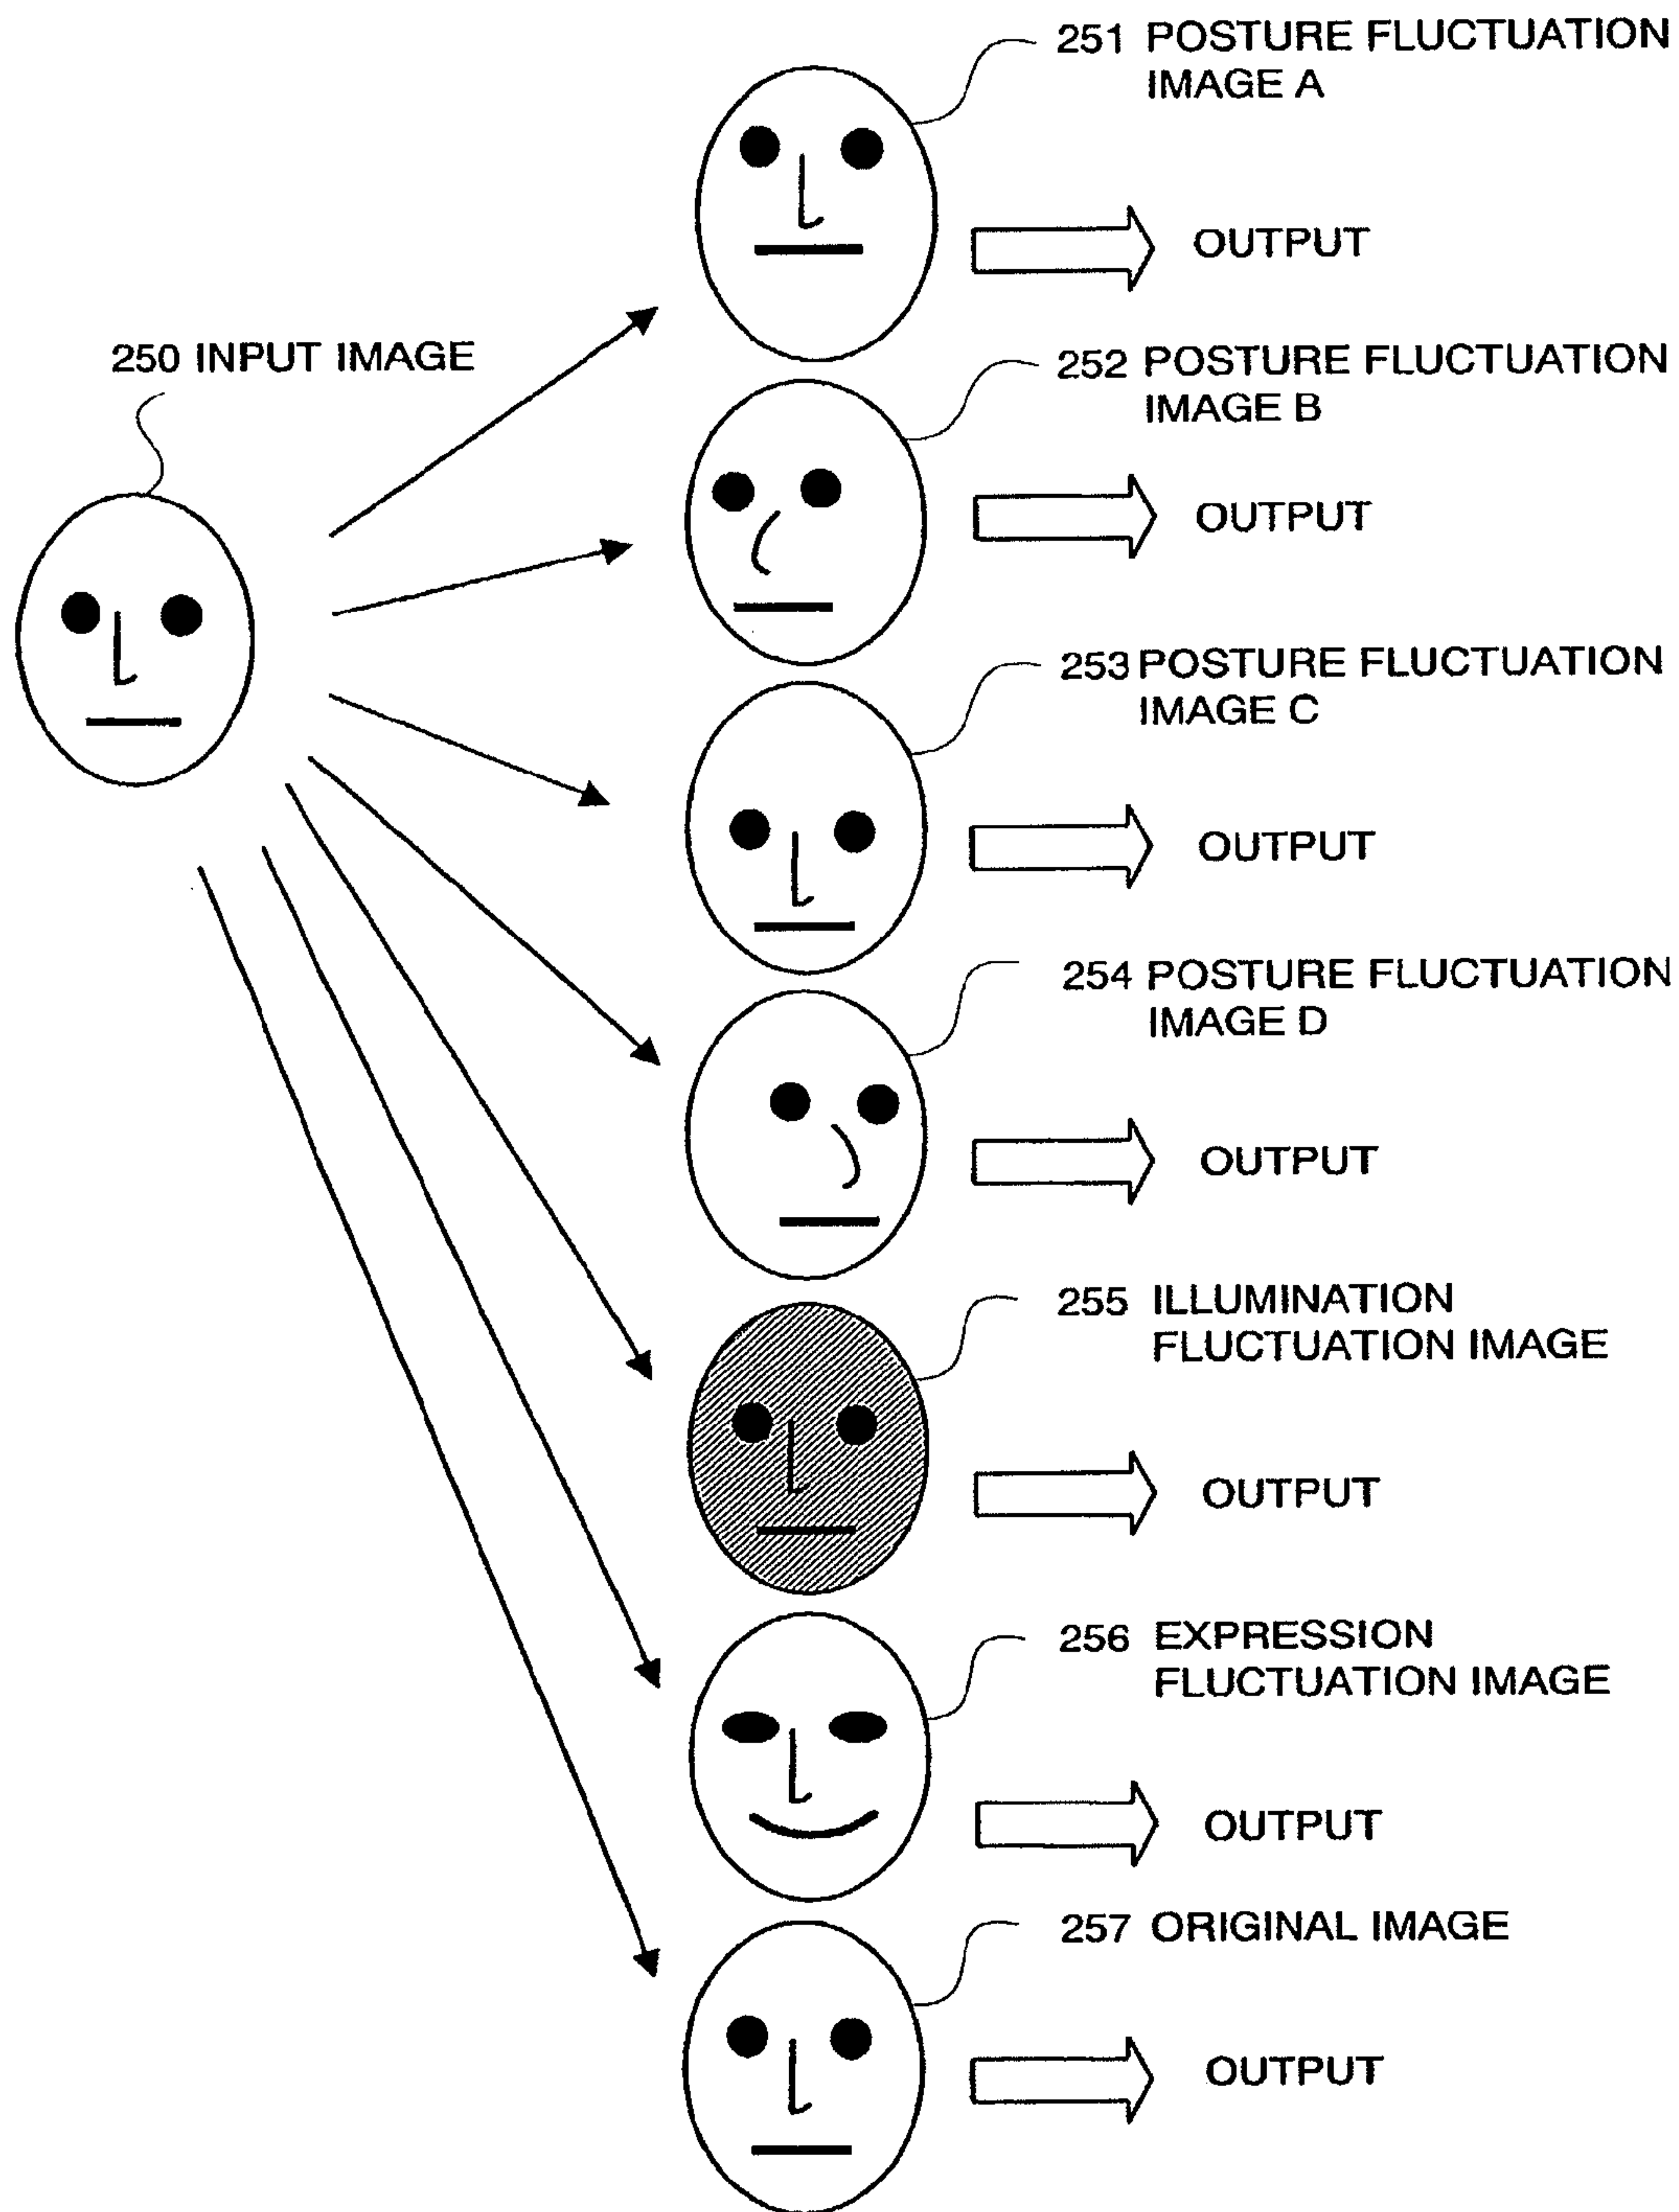 251 POSTURE FLUCTUATION
IMAGE A
OUTPUT
250 INPUT IMAGE
252 POSTURE FLUCTUATION
IMAGE B
OUTPUT
253 POSTURE FLUCTUATION
IMAGE C
OUTPUT
254 POSTURE FLUCTUATION
IMAGE D
OUTPUT
255 ILLUMINATION
FLUCTUATION IMAGE
OUTPUT
256 EXPRESSION
FLUCTUATION IMAGE
OUTPUT
257 ORIGINAL IMAGE
OUTPUT